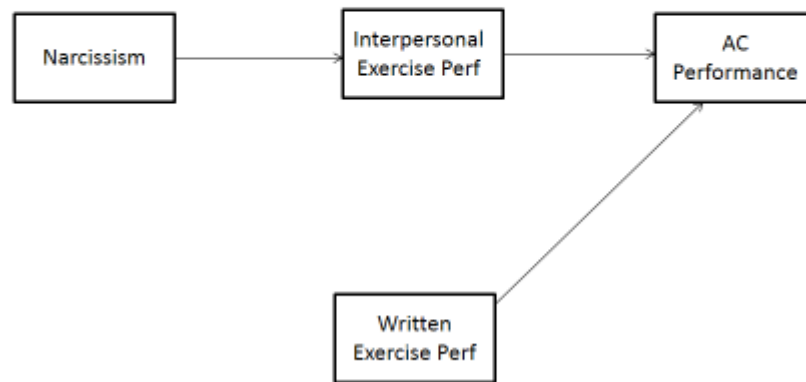 Narcissism
Interpersonal
Exercise Perf
AC
Performance
Written
Exercise Perf